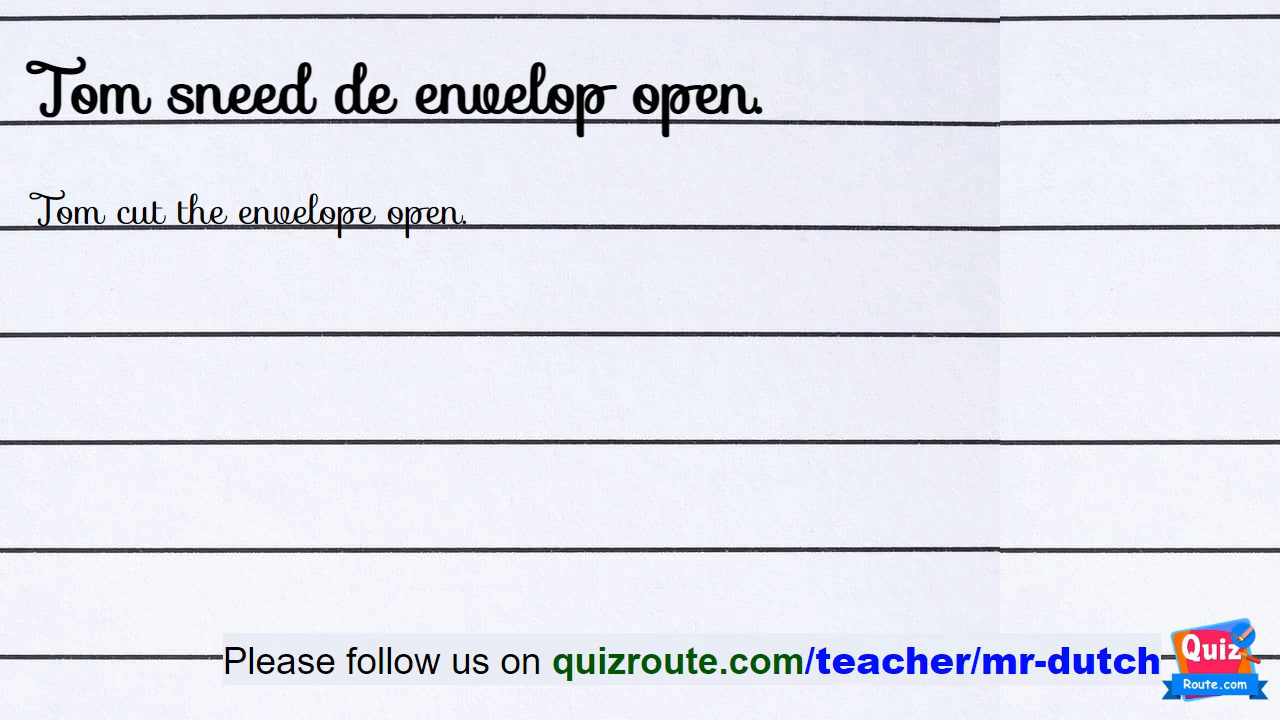 Tom sneed de envelop open.
Tom cut the envelope open.
Please follow us on quizroute.com/teacher/mr-dutch
Quiz
Route.com